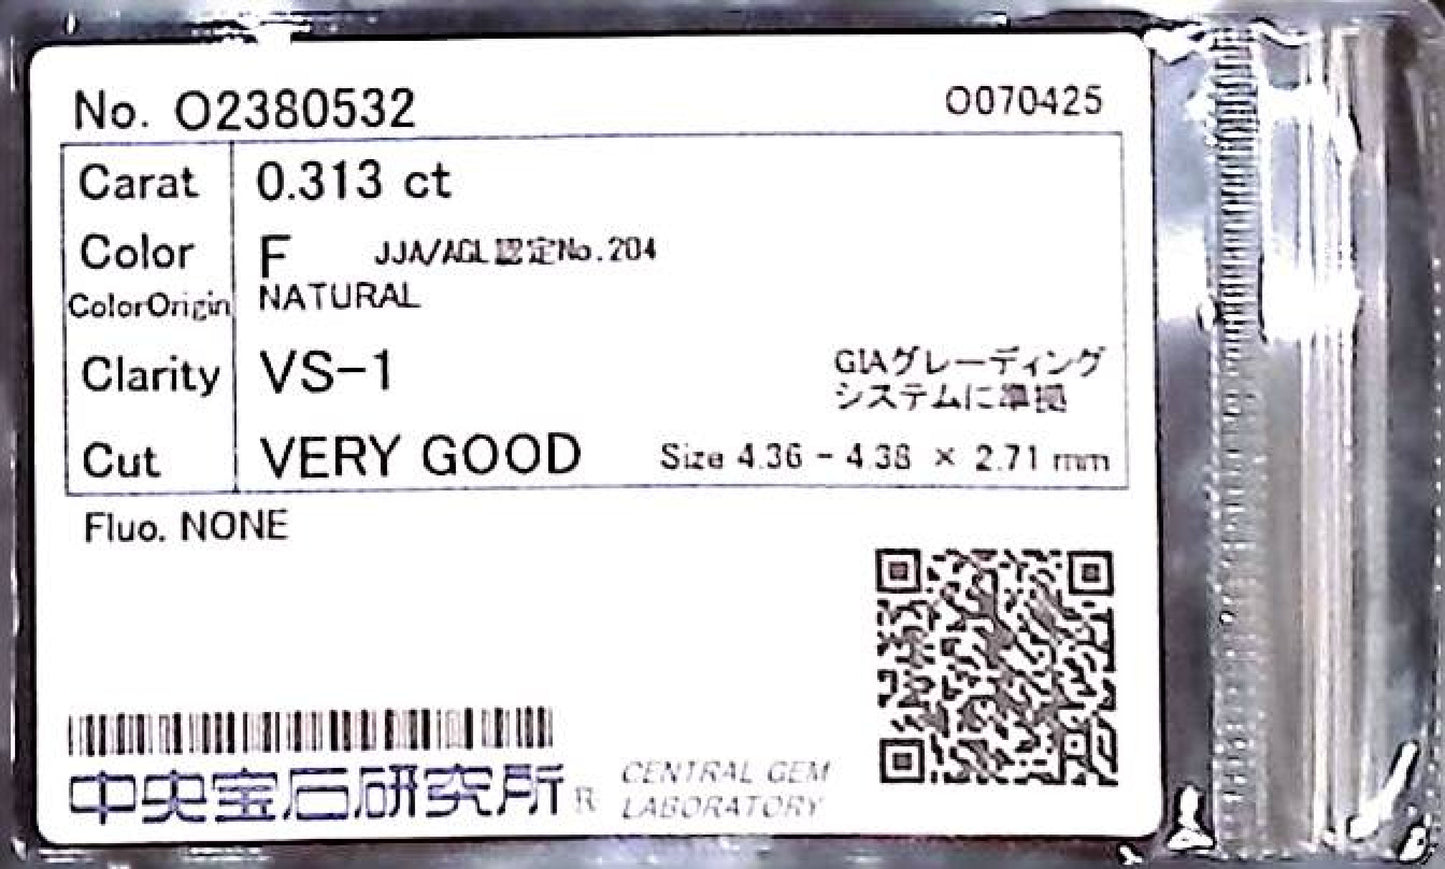 No. O2380532
O070425
Carat 0.313 ct
Color F JJA/AGL認定No.204
ColorOrigin NATURAL
Clarity VS-1
GIAグレーディング
システムに準拠
Cut VERY GOOD Size 4.36 - 4.38 × 2.71 mm
Fluo. NONE
中央宝石研究所 R
CENTRAL GEM
LABORATORY